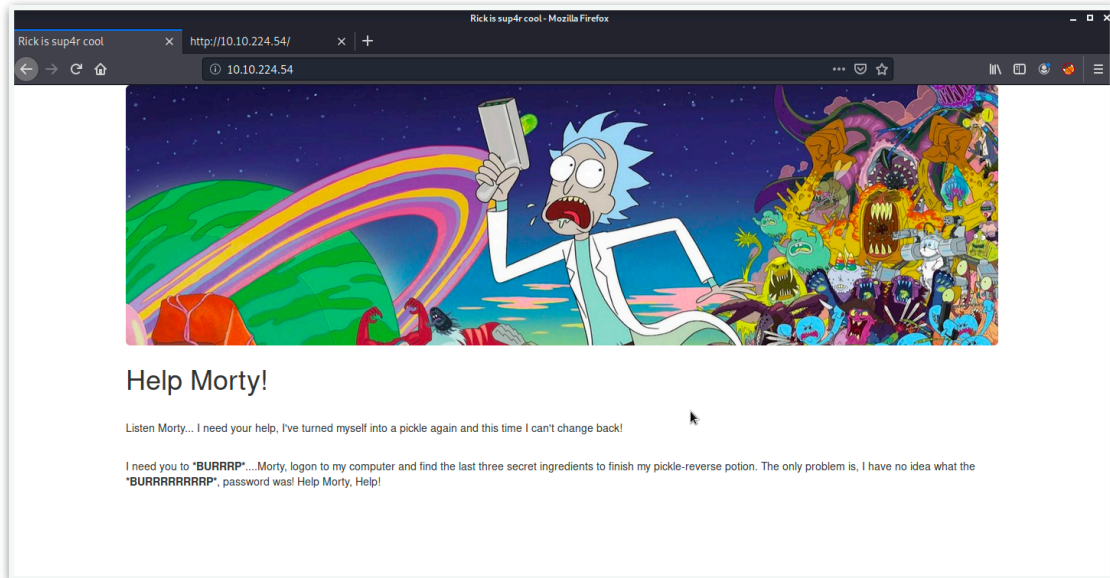 Rick is sup4r cool - Mozilla Firefox
Rick is sup4r cool
http://10.10.224.54/
10.10.224.54
Help Morty!
Listen Morty... I need your help, I've turned myself into a pickle again and this time I can't change back!
I need you to *BURRRP*....Morty, logon to my computer and find the last three secret ingredients to finish my pickle-reverse potion. The only problem is, I have no idea what the
*BURRRRRRRRP*, password was! Help Morty, Help!